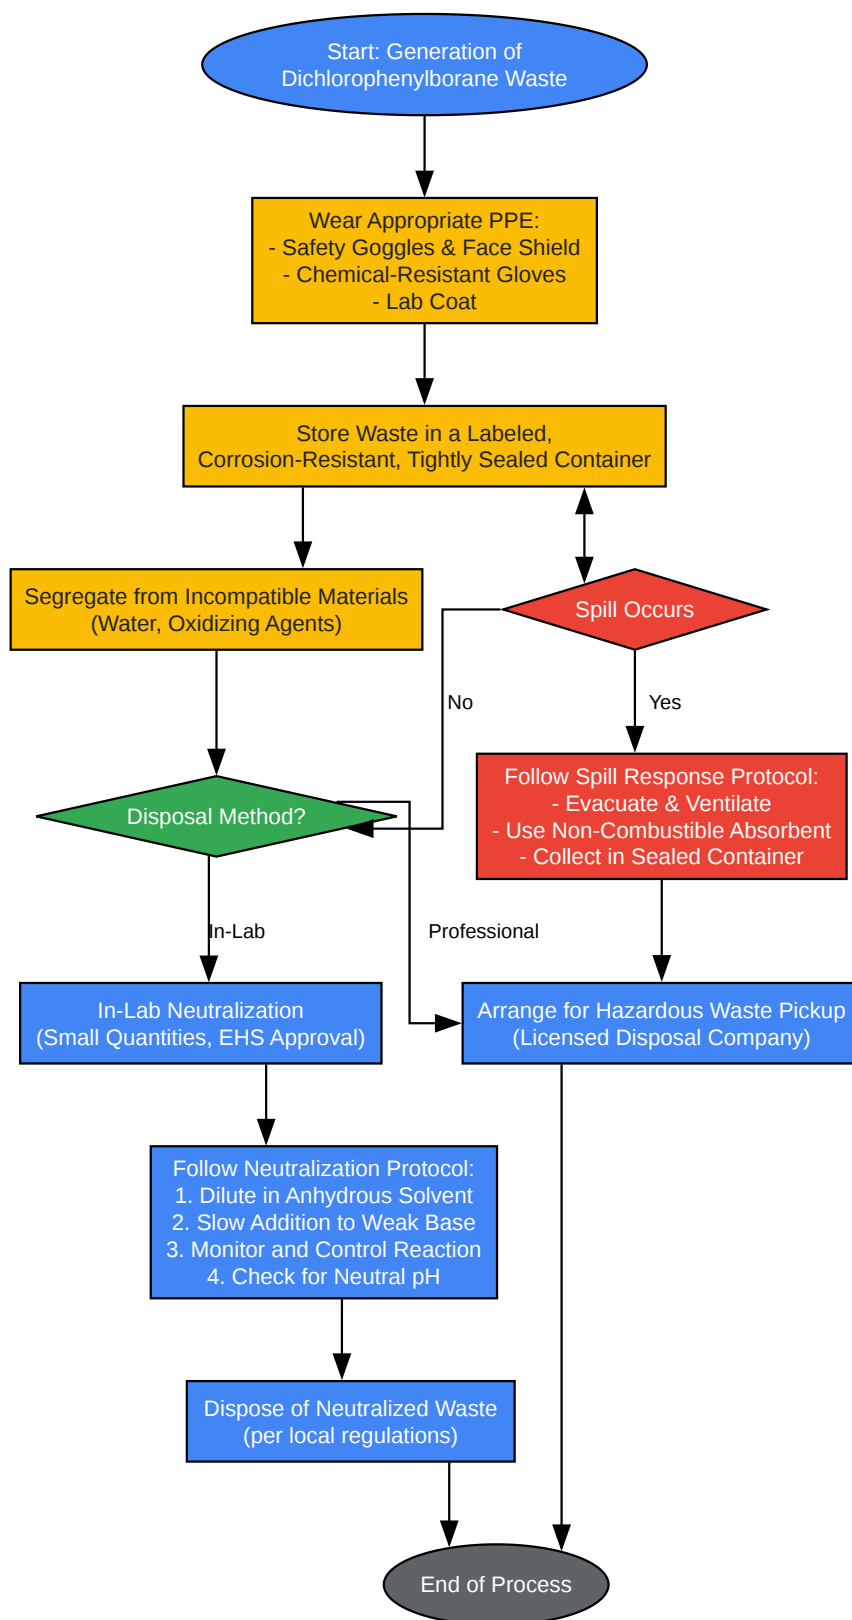 Start: Generation of
Dichlorophenylborane Waste
Wear Appropriate PPE:
- Safety Goggles & Face Shield
- Chemical-Resistant Gloves
- Lab Coat
Store Waste in a Labeled,
Corrosion-Resistant, Tightly Sealed Container
Segregate from Incompatible Materials
(Water, Oxidizing Agents)
Spill Occurs
No
Yes
Disposal Method?
Follow Spill Response Protocol:
- Evacuate & Ventilate
- Use Non-Combustible Absorbent
- Collect in Sealed Container
In-Lab
Professional
In-Lab Neutralization
(Small Quantities, EHS Approval)
Arrange for Hazardous Waste Pickup
(Licensed Disposal Company)
Follow Neutralization Protocol:
1. Dilute in Anhydrous Solvent
2. Slow Addition to Weak Base
3. Monitor and Control Reaction
4. Check for Neutral pH
Dispose of Neutralized Waste
(per local regulations)
End of Process